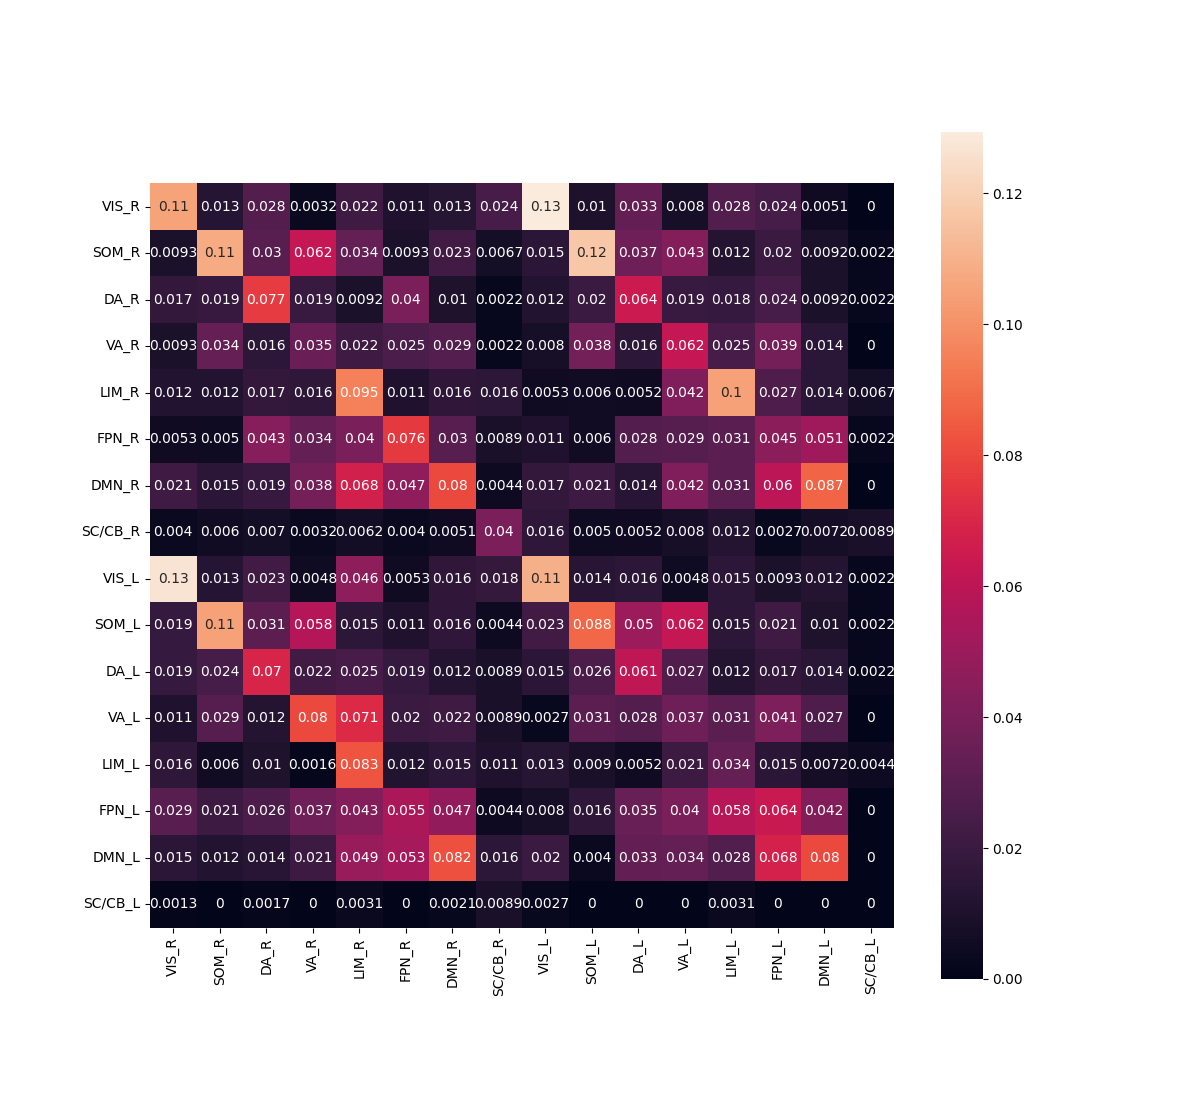 VIS_R 0.11 0.013 0.028 0.0032 0.022 0.011 0.013 0.024 0.13 0.01 0.033 0.008 0.028 0.024 0.0051 0
SOM_R 0.0093 0.11 0.03 0.062 0.034 0.0093 0.023 0.0067 0.015 0.12 0.037 0.043 0.012 0.02 0.0092 0.0022
DA_R 0.017 0.019 0.077 0.019 0.0092 0.04 0.01 0.0022 0.012 0.02 0.064 0.019 0.018 0.024 0.0092 0.0022
VA_R 0.0093 0.034 0.016 0.035 0.022 0.025 0.029 0.0022 0.008 0.038 0.016 0.062 0.025 0.039 0.014 0
LIM_R 0.012 0.012 0.017 0.016 0.095 0.011 0.016 0.016 0.0053 0.006 0.0052 0.042 0.1 0.027 0.014 0.0067
FPN_R 0.0053 0.005 0.043 0.034 0.04 0.076 0.03 0.0089 0.011 0.006 0.028 0.029 0.031 0.045 0.051 0.0022
DMN_R 0.021 0.015 0.019 0.038 0.068 0.047 0.08 0.0044 0.017 0.021 0.014 0.042 0.031 0.06 0.087 0
SC/CB_R 0.004 0.006 0.007 0.0032 0.0062 0.004 0.0051 0.04 0.016 0.005 0.0052 0.008 0.012 0.0027 0.0072 0.0089
VIS_L 0.13 0.013 0.023 0.0048 0.046 0.0053 0.016 0.018 0.11 0.014 0.016 0.0048 0.015 0.0093 0.012 0.0022
SOM_L 0.019 0.11 0.031 0.058 0.015 0.011 0.016 0.0044 0.023 0.088 0.05 0.062 0.015 0.021 0.01 0.0022
DA_L 0.019 0.024 0.07 0.022 0.025 0.019 0.012 0.0089 0.015 0.026 0.061 0.027 0.012 0.017 0.014 0.0022
VA_L 0.011 0.029 0.012 0.08 0.071 0.02 0.022 0.0089 0.0027 0.031 0.028 0.037 0.031 0.041 0.027 0
LIM_L 0.016 0.006 0.01 0.0016 0.083 0.012 0.015 0.011 0.013 0.009 0.0052 0.021 0.034 0.015 0.0072 0.0044
FPN_L 0.029 0.021 0.026 0.037 0.043 0.055 0.047 0.0044 0.008 0.016 0.035 0.04 0.058 0.064 0.042 0
DMN_L 0.015 0.012 0.014 0.021 0.049 0.053 0.082 0.016 0.02 0.004 0.033 0.034 0.028 0.068 0.08 0
SC/CB_L 0.0013 0 0.0017 0 0.0031 0 0.0021 0.0089 0.0027 0 0 0 0.0031 0 0 0
VIS_R SOM_R DA_R VA_R LIM_R FPN_R DMN_R SC/CB_R VIS_L SOM_L DA_L VA_L LIM_L FPN_L DMN_L SC/CB_L
0.12
0.10
0.08
0.06
0.04
0.02
0.00